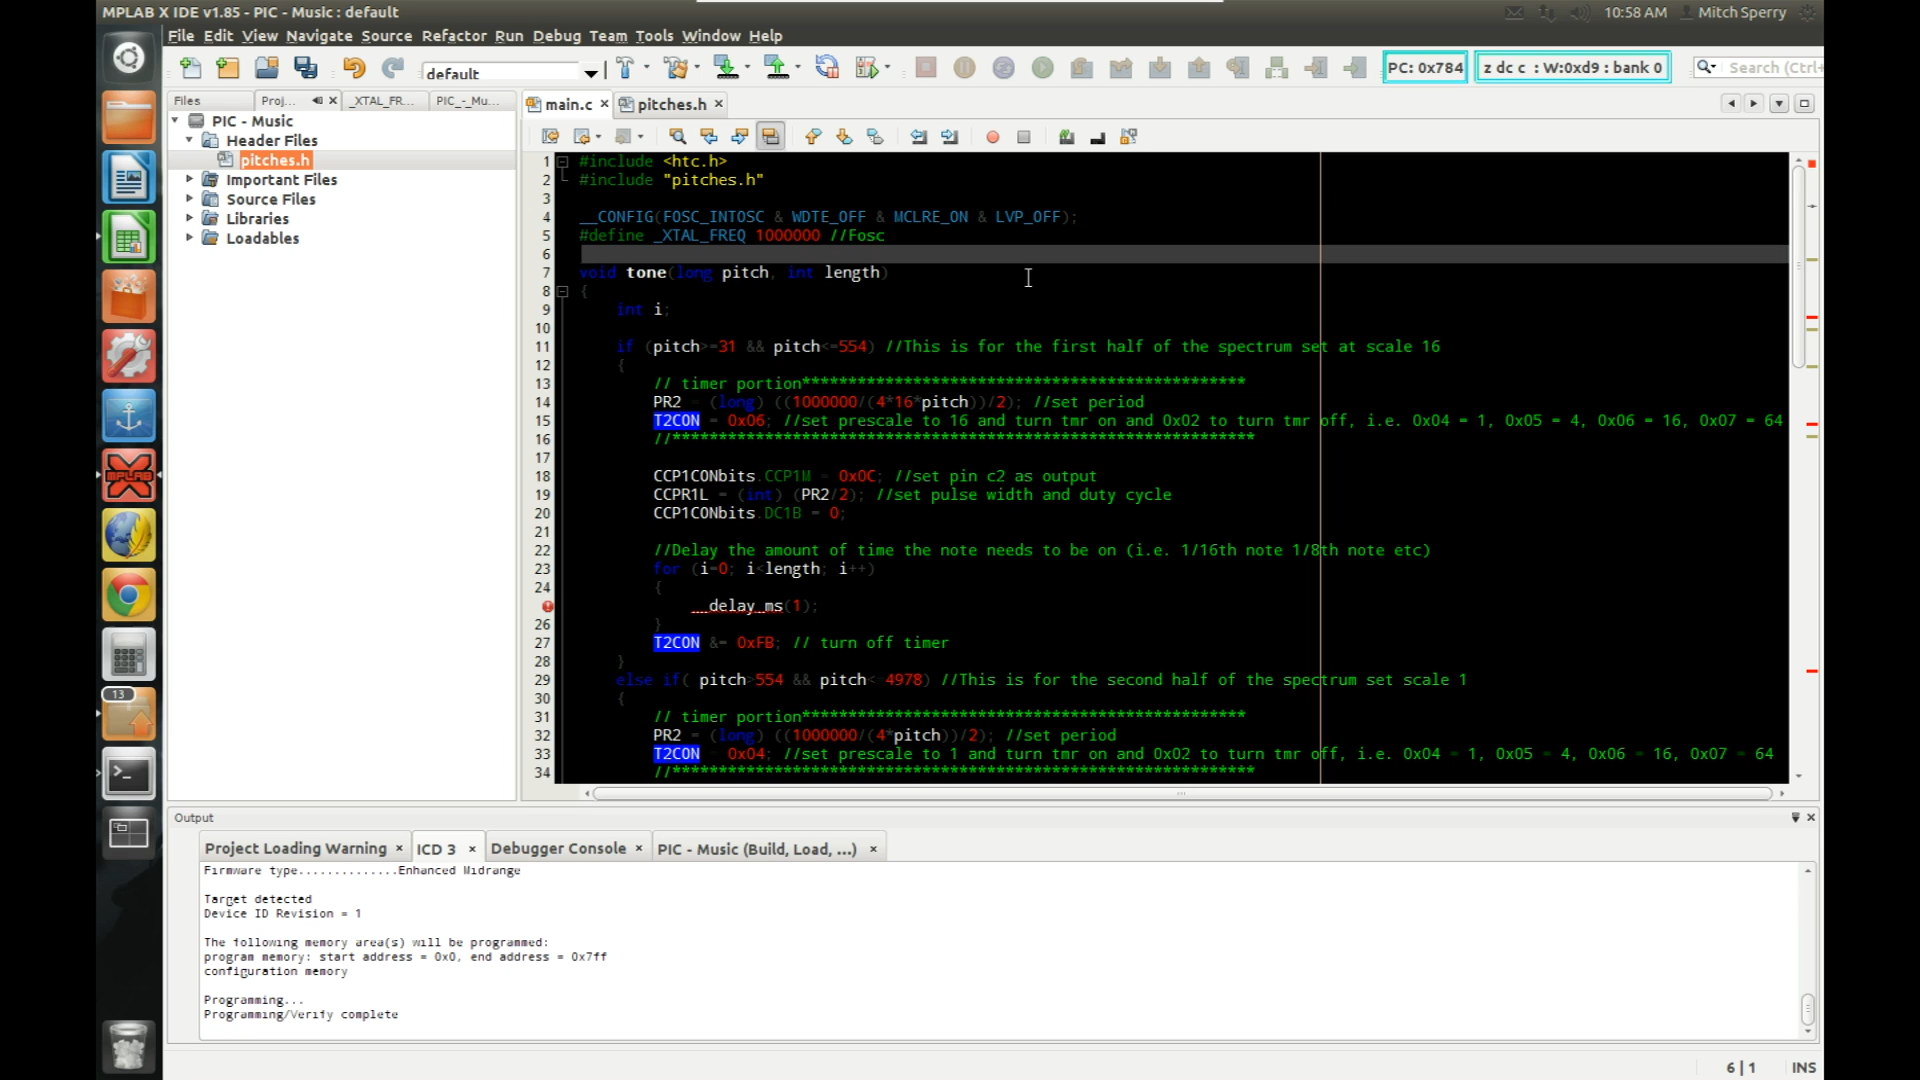 MPLAB X IDE v1.85 - PIC - Music : default
10:58 AM Mitch Sperry
File Edit View Navigate Source Refactor Run Debug Team Tools Window Help
default
PC: 0x784
z dc c : W:0xd9 : bank 0
Search (Ctrl+
Files
Proj...
_XTAL_FR...
PIC_-_Mu...
main.c
pitches.h
PIC - Music
Header Files
pitches.h
Important Files
Source Files
Libraries
Loadables
1 #include <htc.h>
2 #include "pitches.h"
3
4 __CONFIG(FOSC_INTOSC & WDTE_OFF & MCLRE_ON & LVP_OFF);
5 #define _XTAL_FREQ 1000000 //Fosc
6
7 void tone(long pitch, int length)
8 {
9 int i;
10
11 if (pitch>=31 && pitch<=554) //This is for the first half of the spectrum set at scale 16
12 {
13 // timer portion************************************************
14 PR2 = (long) ((1000000/(4*16*pitch))/2); //set period
15 T2CON = 0x06; //set prescale to 16 and turn tmr on and 0x02 to turn tmr off, i.e. 0x04 = 1, 0x05 = 4, 0x06 = 16, 0x07 = 64
16 //***************************************************************
17
18 CCP1CONbits.CCP1M = 0x0C; //set pin c2 as output
19 CCPR1L = (int) (PR2/2); //set pulse width and duty cycle
20 CCP1CONbits.DC1B = 0;
21
22 //Delay the amount of time the note needs to be on (i.e. 1/16th note 1/8th note etc)
23 for (i=0; i<length; i++)
24 {
__delay_ms(1);
26 }
27 T2CON &= 0xFB; // turn off timer
28 }
29 else if( pitch>554 && pitch<=4978) //This is for the second half of the spectrum set scale 1
30 {
31 // timer portion************************************************
32 PR2 = (long) ((1000000/(4*pitch))/2); //set period
33 T2CON = 0x04; //set prescale to 1 and turn tmr on and 0x02 to turn tmr off, i.e. 0x04 = 1, 0x05 = 4, 0x06 = 16, 0x07 = 64
34 //***************************************************************
13
Output
Project Loading Warning
ICD 3
Debugger Console
PIC - Music (Build, Load, ...)
Firmware type..............Enhanced Midrange
Target detected
Device ID Revision = 1
The following memory area(s) will be programmed:
program memory: start address = 0x0, end address = 0x7ff
configuration memory
Programming...
Programming/Verify complete
6 | 1 INS